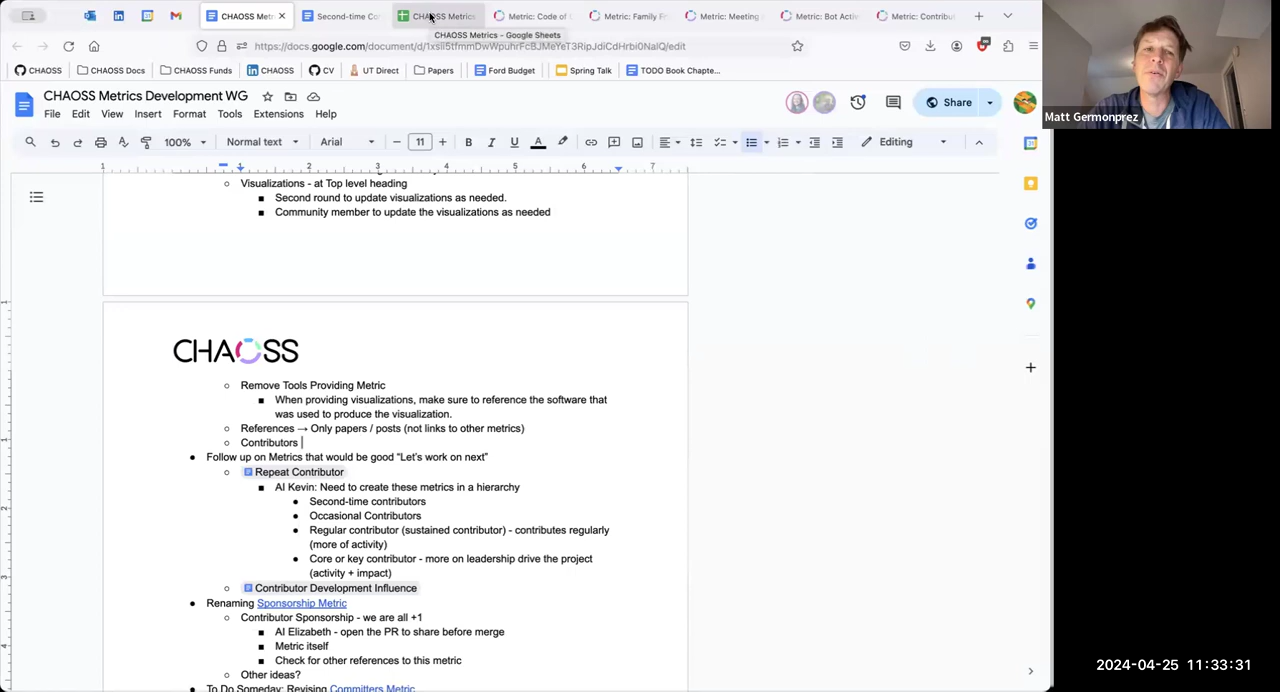 CHAOSS Metr
Second-time Co
CHAOSS Metrics
Metric: Code of
Metric: Family Fr
Metric: Meeting
Metric: Bot Activ
Metric: Contribut
CHAOSS Metrics - Google Sheets
CHAOSS
CHAOSS Docs
CHAOSS Funds
CHAOSS
CV
UT Direct
Papers
Ford Budget
Spring Talk
TODO Book Chapte...
CHAOSS Metrics Development WG
File Edit View Insert Format Tools Extensions Help
Share
100%
Normal text
Arial
11
Editing
1 1 2 3 4 5 6 7
Visualizations - at Top level heading
Second round to update visualizations as needed.
Community member to update the visualizations as needed
CHAOSS
Remove Tools Providing Metric
When providing visualizations, make sure to reference the software that
was used to produce the visualization.
References → Only papers / posts (not links to other metrics)
Contributors
Follow up on Metrics that would be good “Let’s work on next”
Repeat Contributor
AI Kevin: Need to create these metrics in a hierarchy
Second-time contributors
Occasional Contributors
Regular contributor (sustained contributor) - contributes regularly
(more of activity)
Core or key contributor - more on leadership drive the project
(activity + impact)
Contributor Development Influence
Renaming Sponsorship Metric
Contributor Sponsorship - we are all +1
AI Elizabeth - open the PR to share before merge
Metric itself
Check for other references to this metric
Other ideas?
To Do Someday: Revising Committers Metric
Matt Germonprez
2024-04-25 11:33:31